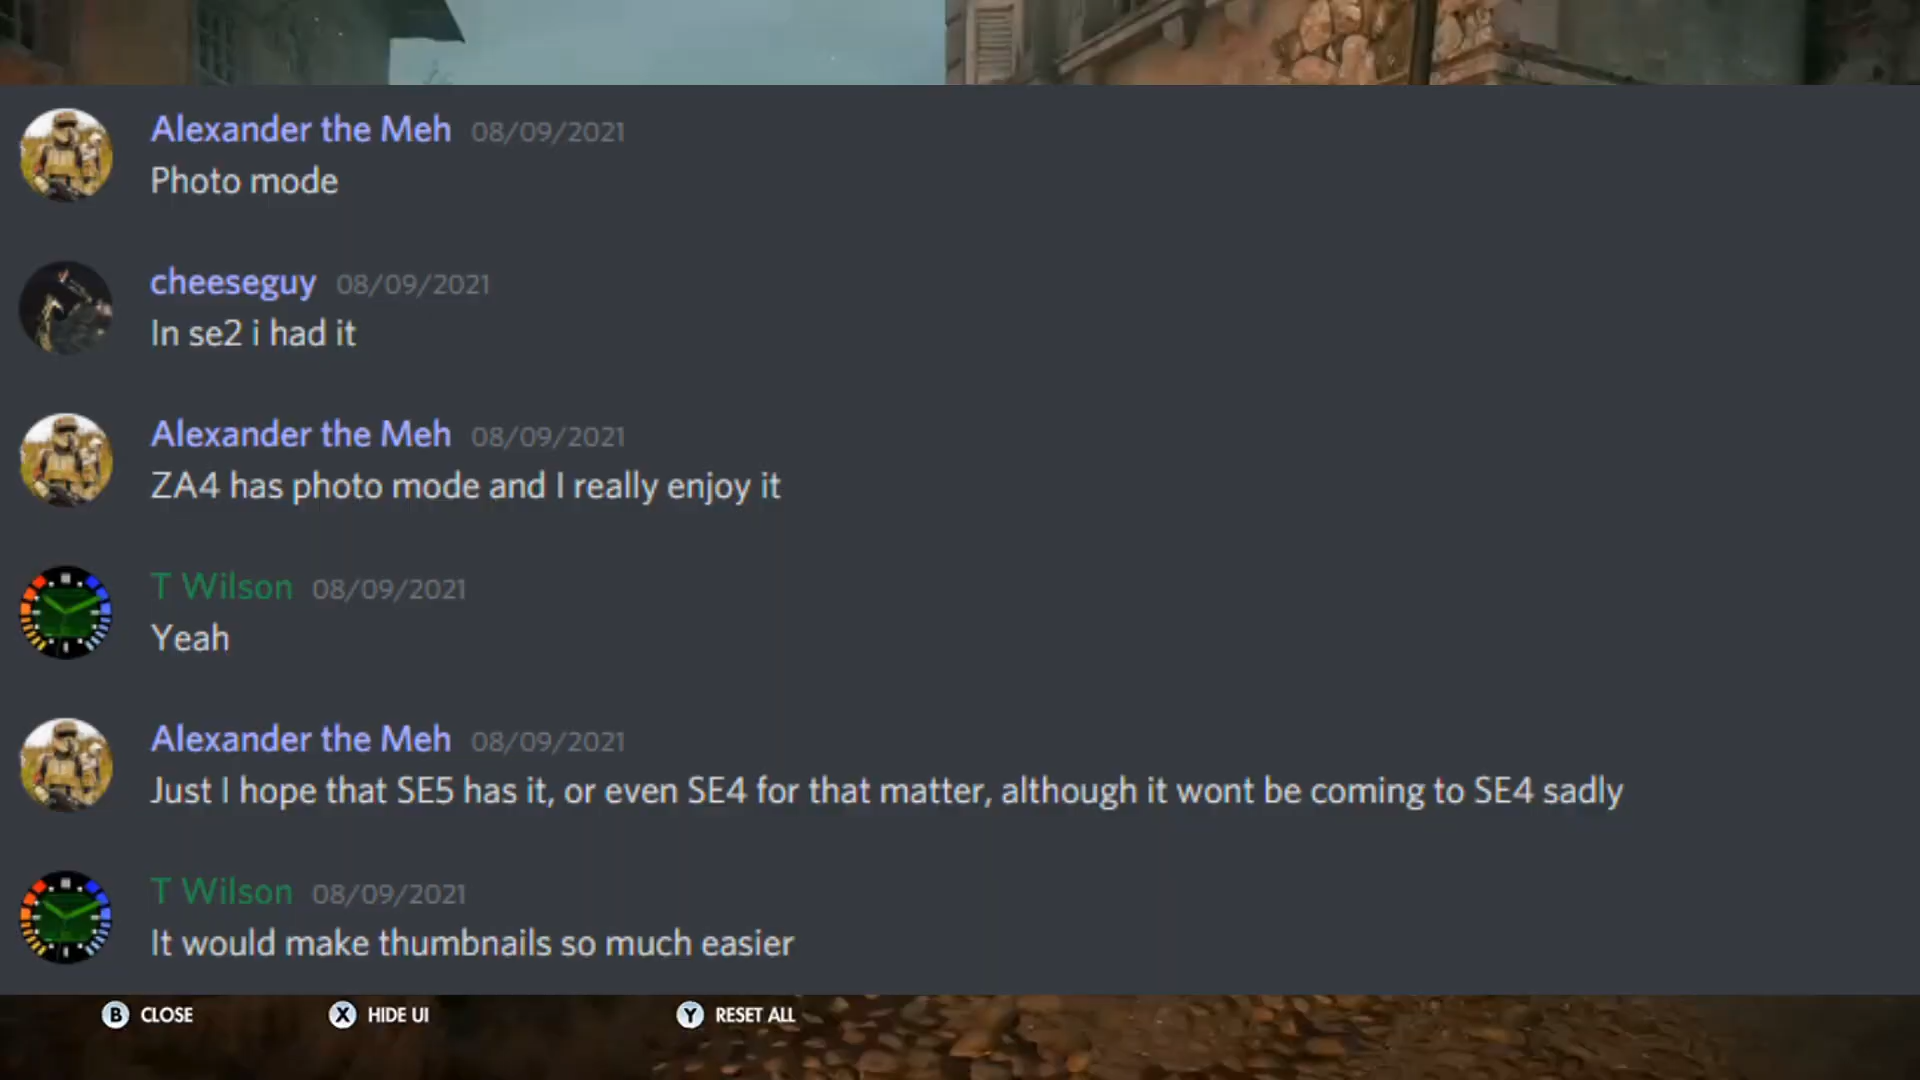 Alexander the Meh 08/09/2021
Photo mode
cheeseguy 08/09/2021
In se2 i had it
Alexander the Meh 08/09/2021
ZA4 has photo mode and I really enjoy it
T Wilson 08/09/2021
Yeah
Alexander the Meh 08/09/2021
Just I hope that SE5 has it, or even SE4 for that matter, although it wont be coming to SE4 sadly
T Wilson 08/09/2021
It would make thumbnails so much easier
B CLOSE X HIDE UI Y RESET ALL